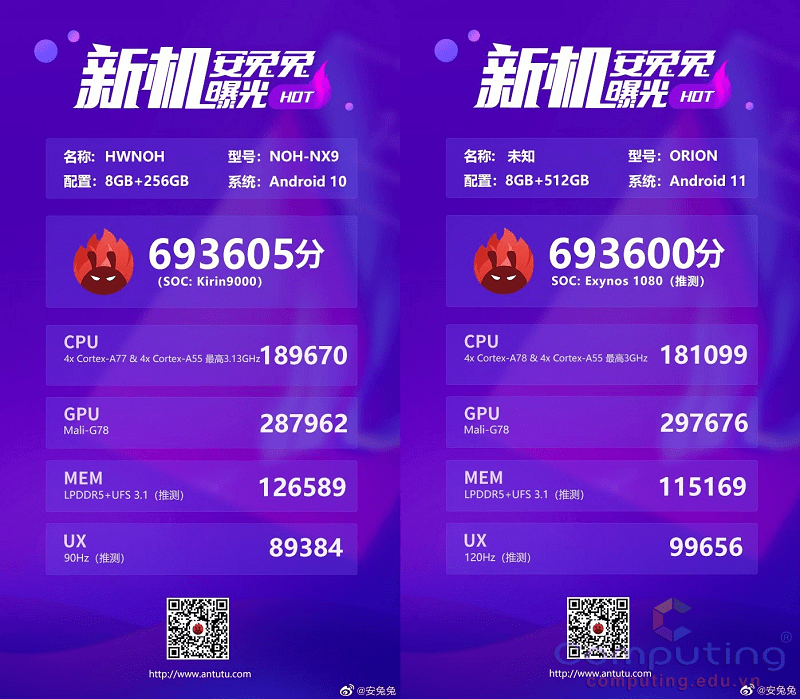 新机 安兔兔
曝光 HOT
名称: HWNOH 型号: NOH-NX9
配置: 8GB+256GB 系统: Android 10
693605分
(SOC: Kirin9000)
CPU
4x Cortex-A77 & 4x Cortex-A55 最高3.13GHz 189670
GPU
Mali-G78 287962
MEM
LPDDR5+UFS 3.1 (推测) 126589
UX
90Hz (推测) 89384
http://www.antutu.com
@安兔兔
新机 安兔兔
曝光 HOT
名称: 未知 型号: ORION
配置: 8GB+512GB 系统: Android 11
693600分
SOC: Exynos 1080 (推测)
CPU
4x Cortex-A78 & 4x Cortex-A55 最高3GHz 181099
GPU
Mali-G78 297676
MEM
LPDDR5+UFS 3.1 (推测) 115169
UX
120Hz (推测) 99656
http://www.antutu.com
Computing®
computing.edu.vn
@安兔兔